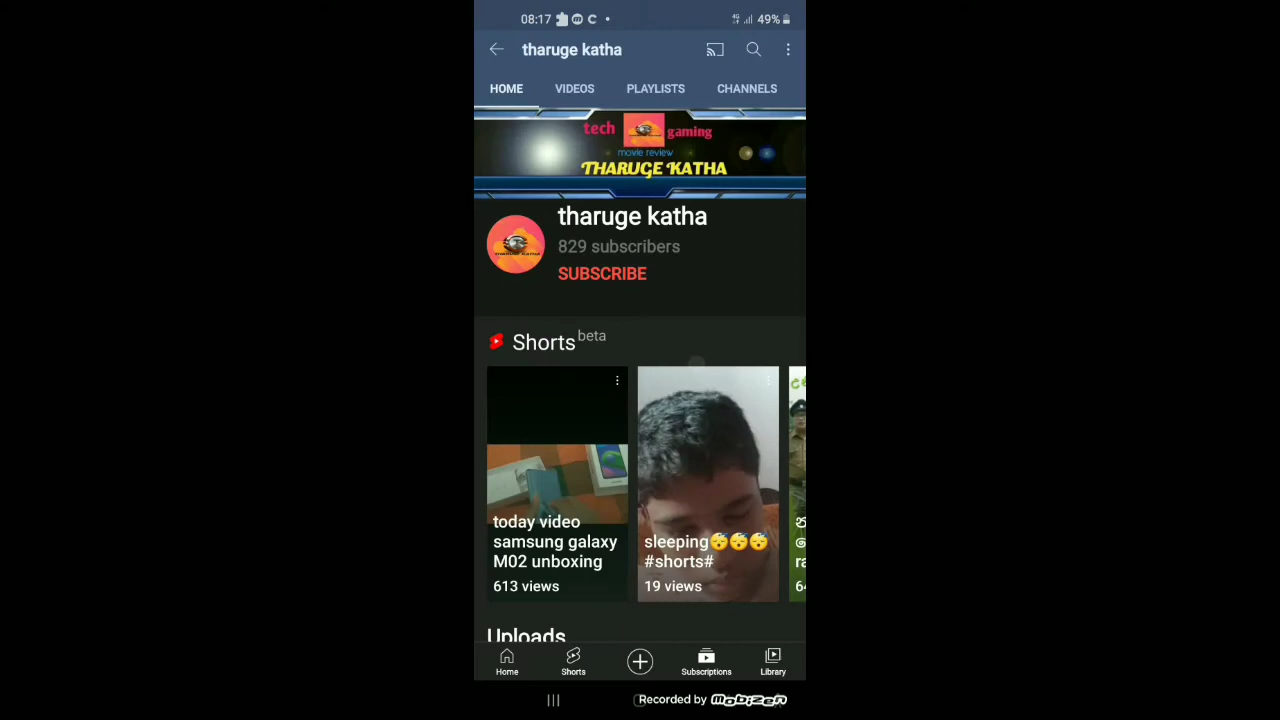 08:17
49%
tharuge katha
HOME VIDEOS PLAYLISTS CHANNELS
tech gaming
movie review
THARUGE KATHA
tharuge katha
829 subscribers
SUBSCRIBE
Shorts beta
today video
samsung galaxy
M02 unboxing
613 views
sleeping😴😴😴
#shorts#
19 views
Uploads
Home Shorts Subscriptions Library
Recorded by MOBIZEN